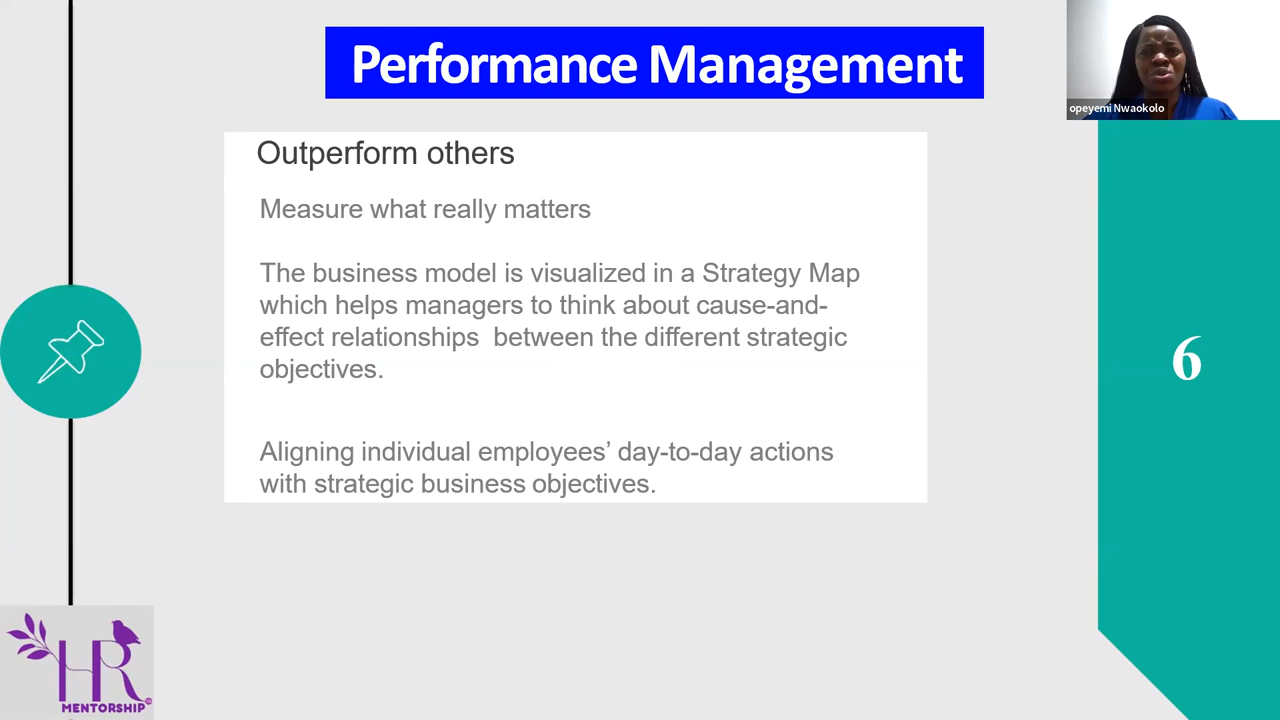 Performance Management
opeyemi Nwaokolo
Outperform others
Measure what really matters
The business model is visualized in a Strategy Map
which helps managers to think about cause-and-
effect relationships between the different strategic
objectives.
6
Aligning individual employees’ day-to-day actions
with strategic business objectives.
HR
MENTORSHIP